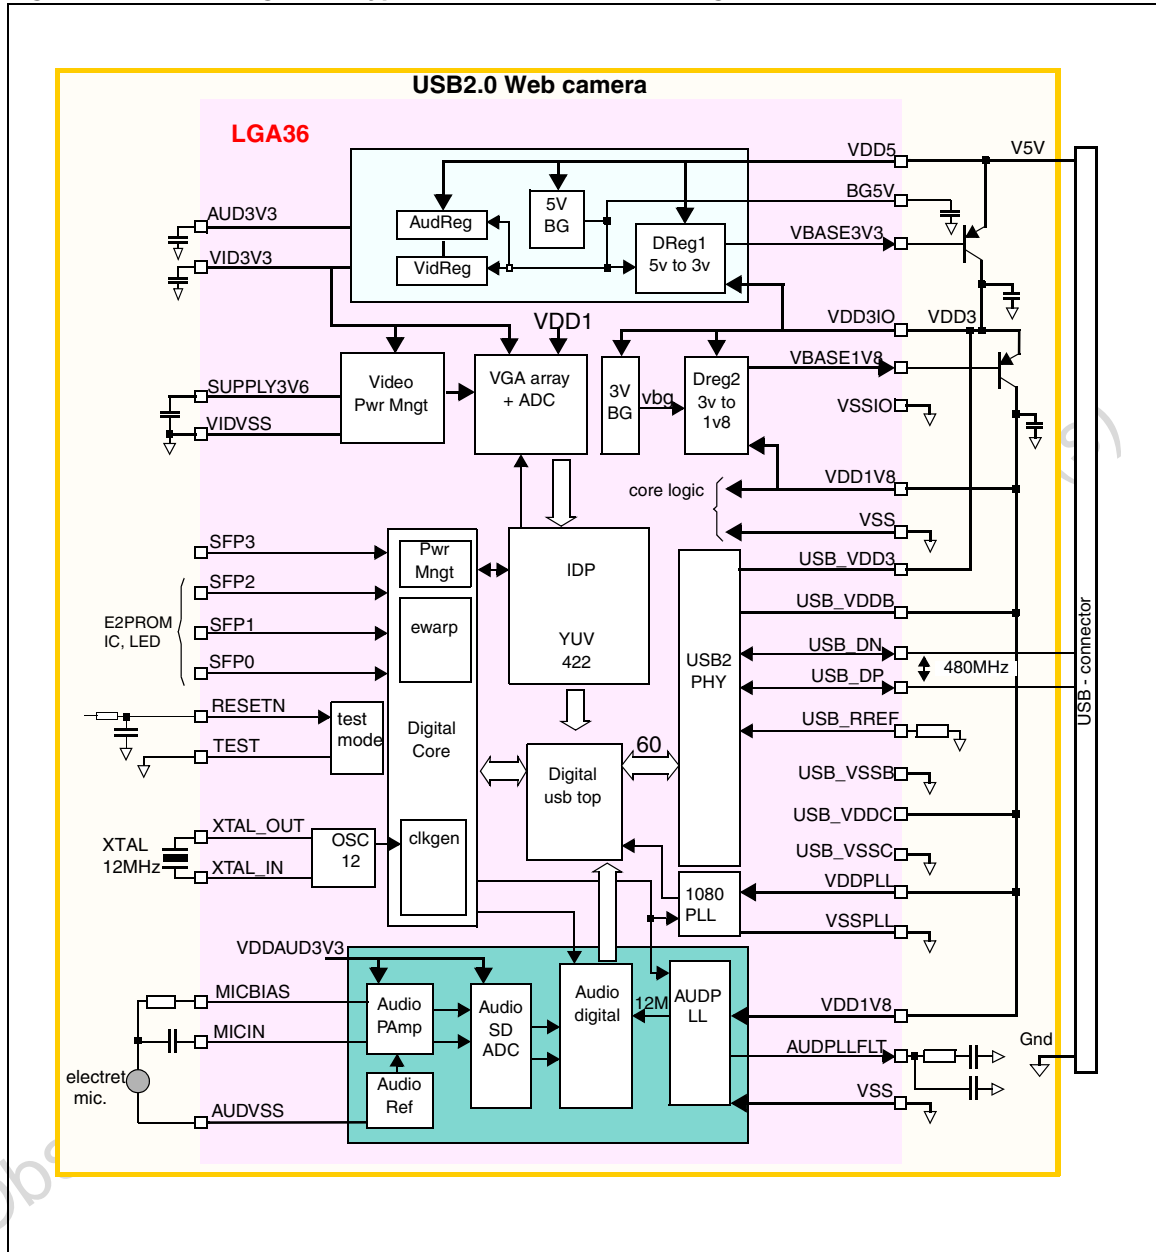 USB2.0 Web camera
LGA36
VDD5
V5V
BG5V
AUD3V3
AudReg
5V
BG
VBASE3V3
DReg1
5v to 3v
VID3V3
VidReg
VDD1
VDD3IO
VDD3
VBASE1V8
Video
Pwr Mngt
VGA array
+ ADC
3V
BG
vbg
Dreg2
3v to
1v8
SUPPLY3V6
VIDVSS
VSSIO
VDD1V8
core logic
VSS
SFP3
SFP2
SFP1
SFP0
E2PROM
IC, LED
Pwr
Mngt
ewarp
IDP
YUV
422
USB_VDD3
USB_VDDB
USB_DN
USB_DP
480MHz
USB2
PHY
USB - connector
RESETN
TEST
test
mode
Digital
Core
USB_RREF
60
Digital
usb top
USB_VSSB
USB_VDDC
USB_VSSC
XTAL
12MHz
XTAL_OUT
XTAL_IN
OSC
12
clkgen
1080
PLL
VDDPLL
VSSPLL
VDDAUD3V3
MICBIAS
MICIN
Audio
PAmp
Audio
SD
ADC
Audio
digital
12M
AUDP
LL
VDD1V8
AUDPLLFLT
Gnd
electret
mic.
Audio
Ref
AUDVSS
VSS